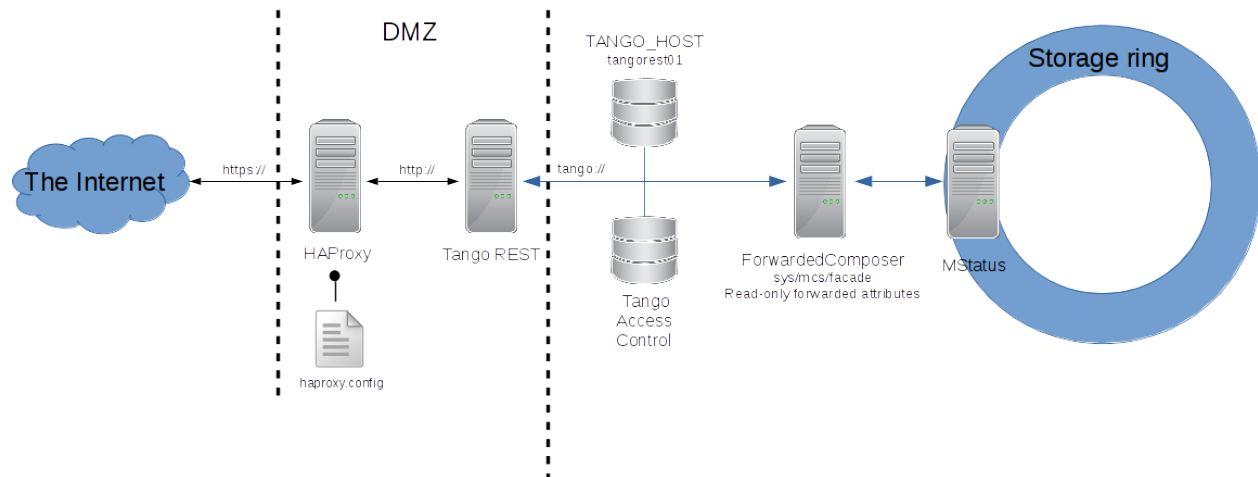 DMZ
TANGO_HOST
tangorest01
Storage ring
The Internet
https://
http://
tango://
HAProxy
Tango REST
ForwardedComposer
sys/mcs/facade
Read-only forwarded attributes
MStatus
Tango
Access
Control
haproxy.config